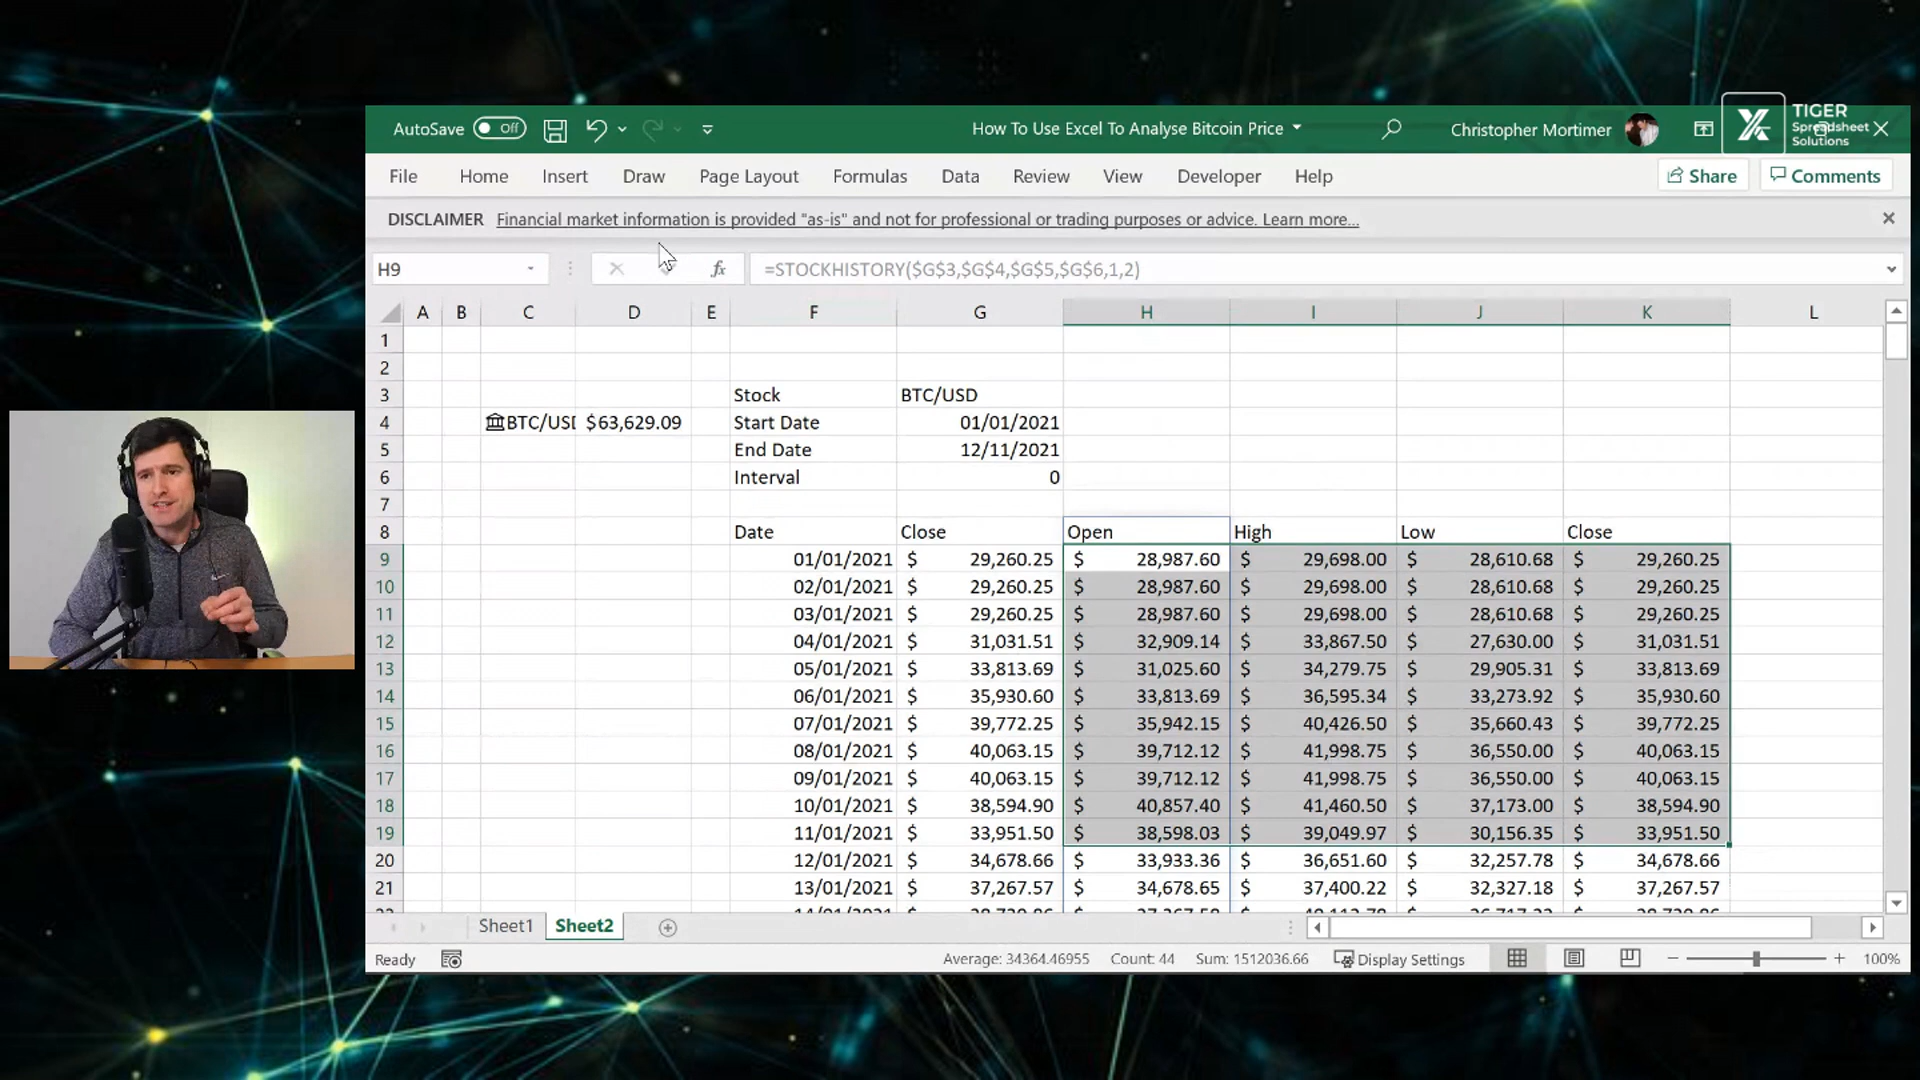 AutoSave Off How To Use Excel To Analyse Bitcoin Price Christopher Mortimer
TIGER
Spreadsheet
Solutions
File Home Insert Draw Page Layout Formulas Data Review View Developer Help Share Comments
DISCLAIMER Financial market information is provided "as-is" and not for professional or trading purposes or advice. Learn more...
H9 fx =STOCKHISTORY($G$3,$G$4,$G$5,$G$6,1,2)
A B C D E F G H I J K L
1
2
3 Stock BTC/USD
4 BTC/USD $63,629.09 Start Date 01/01/2021
5 End Date 12/11/2021
6 Interval 0
7
8 Date Close Open High Low Close
9 01/01/2021 $ 29,260.25 $ 28,987.60 $ 29,698.00 $ 28,610.68 $ 29,260.25
10 02/01/2021 $ 29,260.25 $ 28,987.60 $ 29,698.00 $ 28,610.68 $ 29,260.25
11 03/01/2021 $ 29,260.25 $ 28,987.60 $ 29,698.00 $ 28,610.68 $ 29,260.25
12 04/01/2021 $ 31,031.51 $ 32,909.14 $ 33,867.50 $ 27,630.00 $ 31,031.51
13 05/01/2021 $ 33,813.69 $ 31,025.60 $ 34,279.75 $ 29,905.31 $ 33,813.69
14 06/01/2021 $ 35,930.60 $ 33,813.69 $ 36,595.34 $ 33,273.92 $ 35,930.60
15 07/01/2021 $ 39,772.25 $ 35,942.15 $ 40,426.50 $ 35,660.43 $ 39,772.25
16 08/01/2021 $ 40,063.15 $ 39,712.12 $ 41,998.75 $ 36,550.00 $ 40,063.15
17 09/01/2021 $ 40,063.15 $ 39,712.12 $ 41,998.75 $ 36,550.00 $ 40,063.15
18 10/01/2021 $ 38,594.90 $ 40,857.40 $ 41,460.50 $ 37,173.00 $ 38,594.90
19 11/01/2021 $ 33,951.50 $ 38,598.03 $ 39,049.97 $ 30,156.35 $ 33,951.50
20 12/01/2021 $ 34,678.66 $ 33,933.36 $ 36,651.60 $ 32,257.78 $ 34,678.66
21 13/01/2021 $ 37,267.57 $ 34,678.65 $ 37,400.22 $ 32,327.18 $ 37,267.57
Sheet1 Sheet2
Ready Average: 34364.46955 Count: 44 Sum: 1512036.66 Display Settings 100%